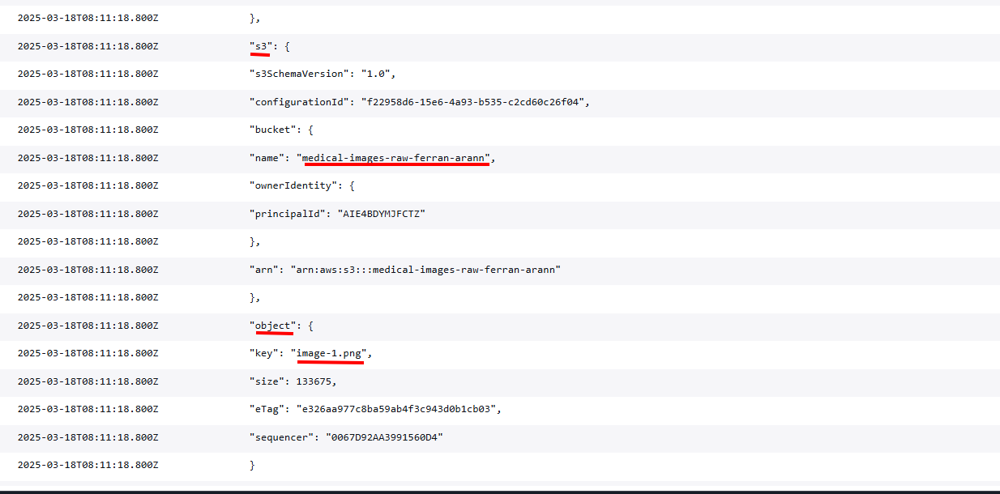 2025-03-18T08:11:18.800Z },
2025-03-18T08:11:18.800Z "s3": {
2025-03-18T08:11:18.800Z "s3SchemaVersion": "1.0",
2025-03-18T08:11:18.800Z "configurationId": "f22958d6-15e6-4a93-b535-c2cd60c26f04",
2025-03-18T08:11:18.800Z "bucket": {
2025-03-18T08:11:18.800Z "name": "medical-images-raw-ferran-arann",
2025-03-18T08:11:18.800Z "ownerIdentity": {
2025-03-18T08:11:18.800Z "principalId": "AIE4BDYMJFCTZ"
2025-03-18T08:11:18.800Z },
2025-03-18T08:11:18.800Z "arn": "arn:aws:s3:::medical-images-raw-ferran-arann"
2025-03-18T08:11:18.800Z },
2025-03-18T08:11:18.800Z "object": {
2025-03-18T08:11:18.800Z "key": "image-1.png",
2025-03-18T08:11:18.800Z "size": 133675,
2025-03-18T08:11:18.800Z "eTag": "e326aa977c8ba59ab4f3c943d0b1cb03",
2025-03-18T08:11:18.800Z "sequencer": "0067D92AA3991560D4"
2025-03-18T08:11:18.800Z }